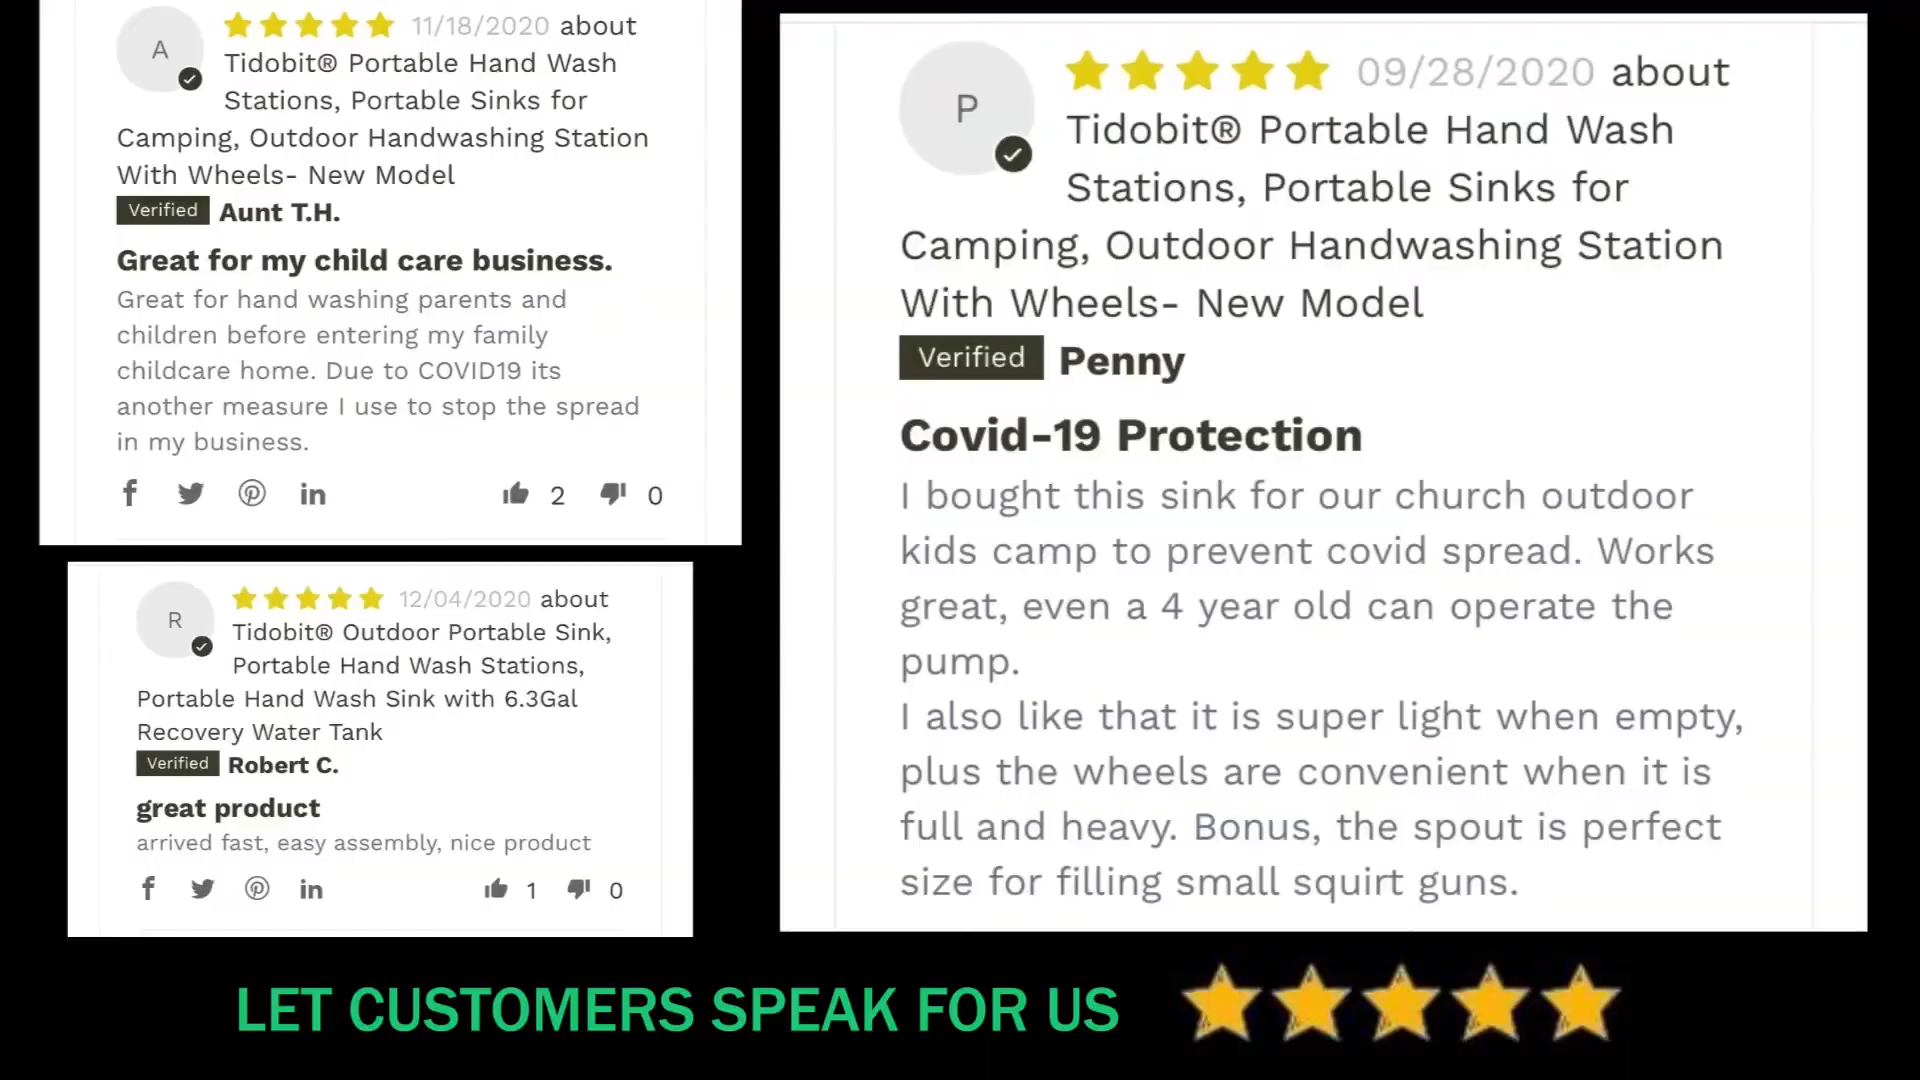 A
11/18/2020 about
Tidobit® Portable Hand Wash
Stations, Portable Sinks for
Camping, Outdoor Handwashing Station
With Wheels- New Model
Verified Aunt T.H.
Great for my child care business.
Great for hand washing parents and
children before entering my family
childcare home. Due to COVID19 its
another measure I use to stop the spread
in my business.
f in 2 0
R
12/04/2020 about
Tidobit® Outdoor Portable Sink,
Portable Hand Wash Stations,
Portable Hand Wash Sink with 6.3Gal
Recovery Water Tank
Verified Robert C.
great product
arrived fast, easy assembly, nice product
f in 1 0
P
09/28/2020 about
Tidobit® Portable Hand Wash
Stations, Portable Sinks for
Camping, Outdoor Handwashing Station
With Wheels- New Model
Verified Penny
Covid-19 Protection
I bought this sink for our church outdoor
kids camp to prevent covid spread. Works
great, even a 4 year old can operate the
pump.
I also like that it is super light when empty,
plus the wheels are convenient when it is
full and heavy. Bonus, the spout is perfect
size for filling small squirt guns.
LET CUSTOMERS SPEAK FOR US